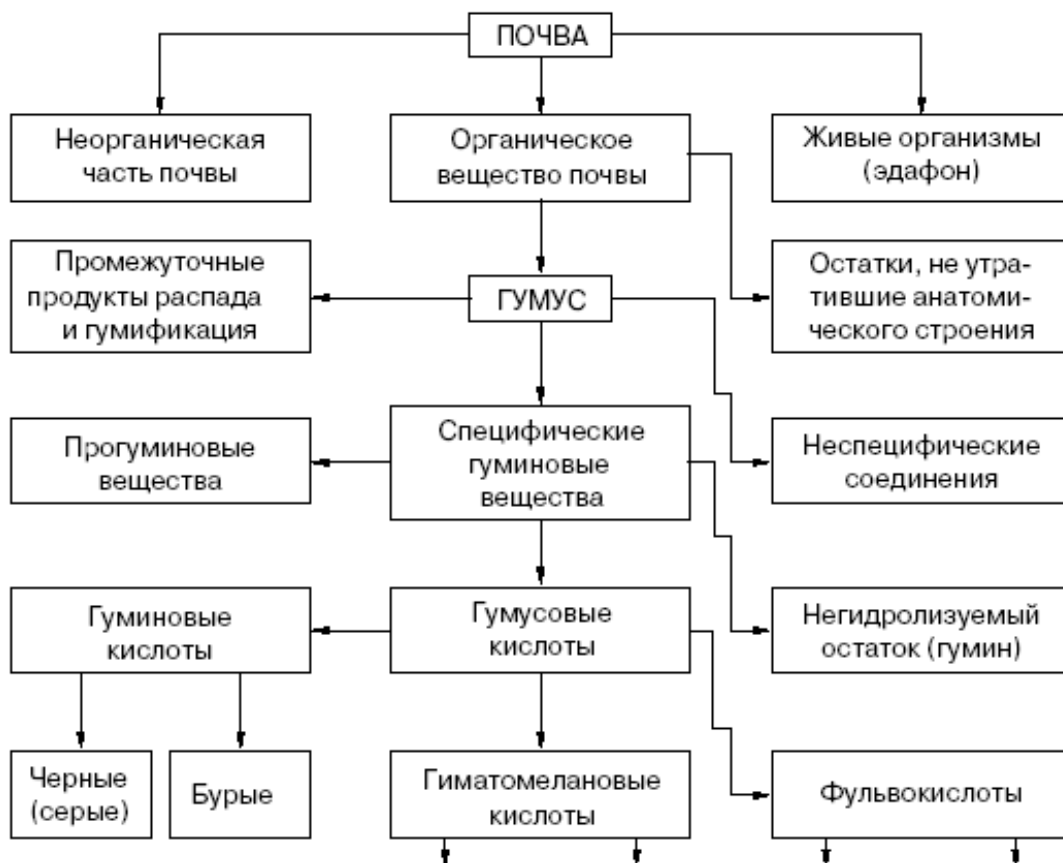 ПОЧВА
Неорганическая
часть почвы
Органическое
вещество почвы
Живые организмы
(эдафон)
Промежуточные
продукты распада
и гумификация
ГУМУС
Остатки, не утра-
тившие анатоми-
ческого строения
Прогуминовые
вещества
Специфические
гуминовые
вещества
Неспецифические
соединения
Гуминовые
кислоты
Гумусовые
кислоты
Негидролизуемый
остаток (гумин)
Черные
(серые)
Бурые
Гиматомелановые
кислоты
Фульвокислоты